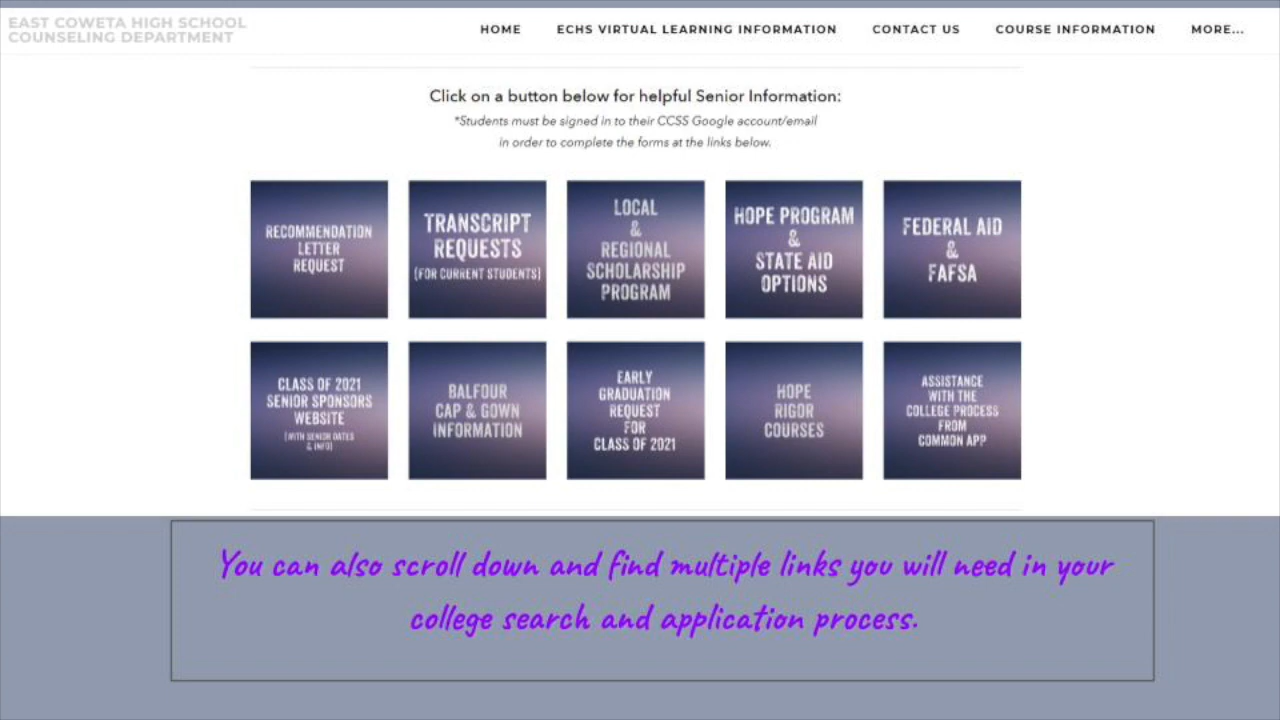 EAST COWETA HIGH SCHOOL
COUNSELING DEPARTMENT
HOME ECHS VIRTUAL LEARNING INFORMATION CONTACT US COURSE INFORMATION MORE...
Click on a button below for helpful Senior Information:
*Students must be signed in to their CCSS Google account/email
in order to complete the forms at the links below.
RECOMMENDATION
LETTER
REQUEST
TRANSCRIPT
REQUESTS
(FOR CURRENT STUDENTS)
LOCAL
&
REGIONAL
SCHOLARSHIP
PROGRAM
HOPE PROGRAM
&
STATE AID
OPTIONS
FEDERAL AID
&
FAFSA
CLASS OF 2021
SENIOR SPONSORS
WEBSITE
(WITH SENIOR DATES
& INFO)
BALFOUR
CAP & GOWN
INFORMATION
EARLY
GRADUATION
REQUEST
FOR
CLASS OF 2021
HOPE
RIGOR
COURSES
ASSISTANCE
WITH THE
COLLEGE PROCESS
FROM
COMMON APP
You can also scroll down and find multiple links you will need in your
college search and application process.